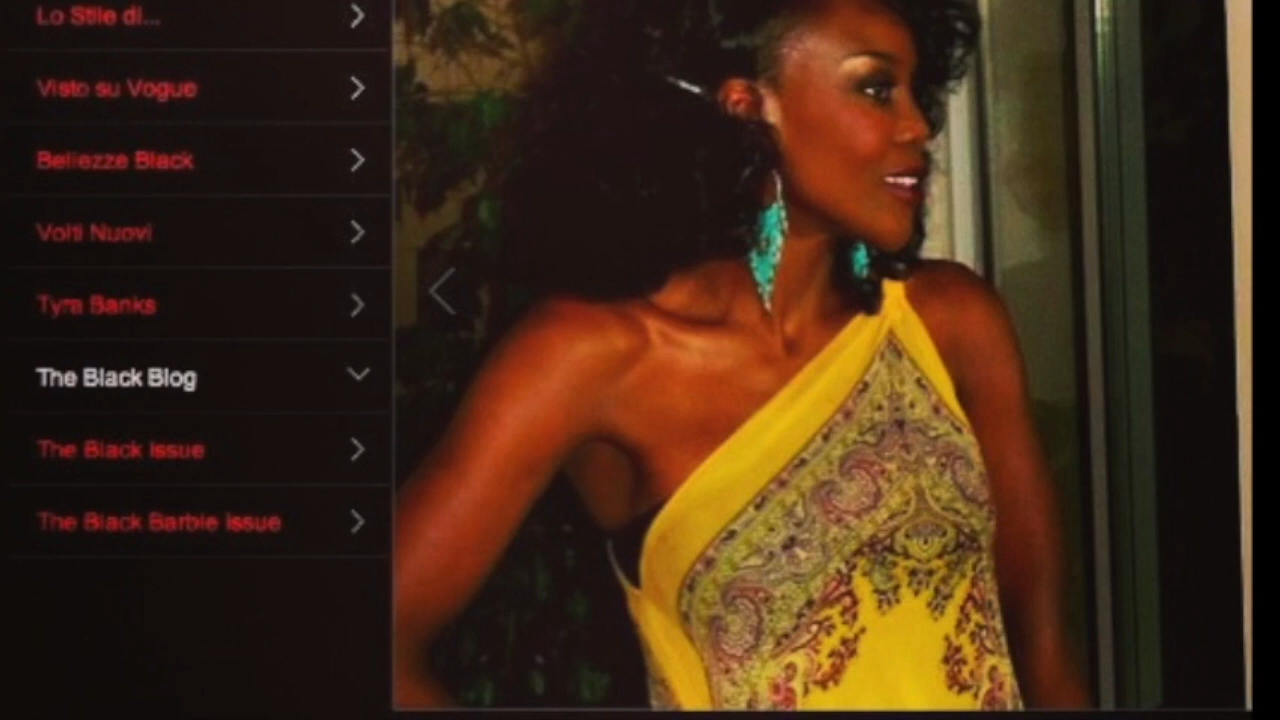 Lo Stile di...
Visto su Vogue
Bellezze Black
Volti Nuovi
Tyra Banks
The Black Blog
The Black Issue
The Black Barbie Issue